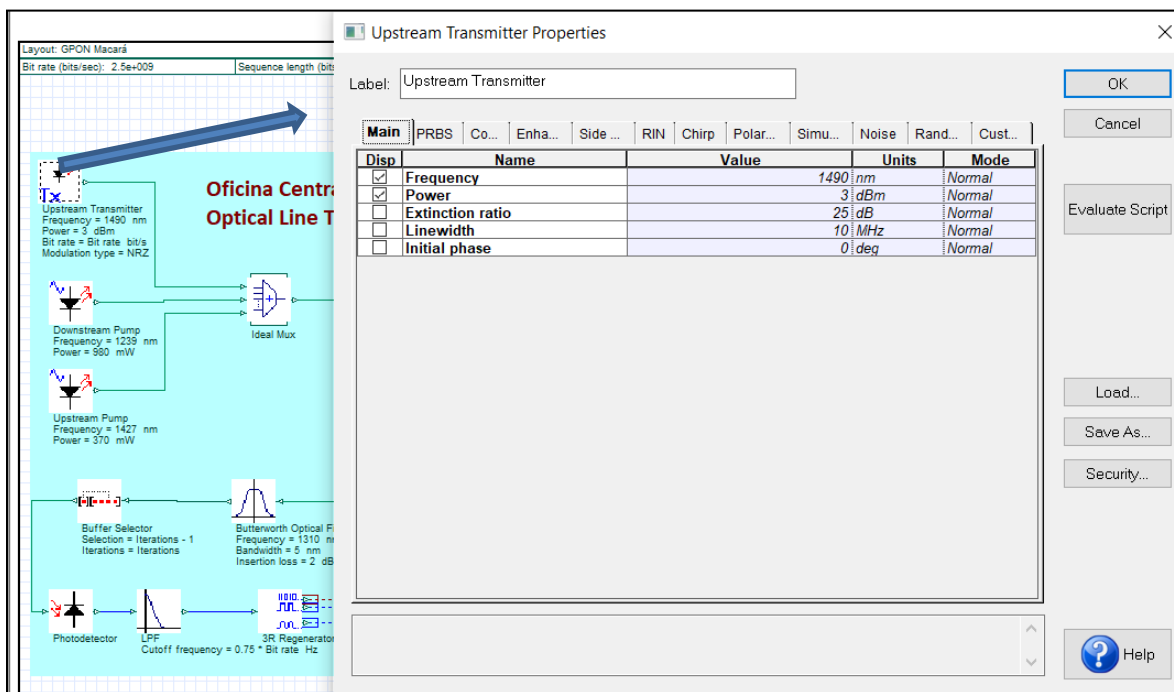 Layout: GPON Macará
Bit rate (bits/sec): 2.5e+009
Sequence length (bits
Oficina Centra
Optical Line T
Tx
Upstream Transmitter
Frequency = 1490 nm
Power = 3 dBm
Bit rate = Bit rate bit/s
Modulation type = NRZ
Downstream Pump
Frequency = 1239 nm
Power = 980 mW
Ideal Mux
Upstream Pump
Frequency = 1427 nm
Power = 370 mW
Buffer Selector
Selection = Iterations - 1
Iterations = Iterations
Butterworth Optical F
Frequency = 1310 n
Bandwidth = 5 nm
Insertion loss = 2 dB
Photodetector
LPF
Cutoff frequency = 0.75 * Bit rate Hz
3R Regenerator
Upstream Transmitter Properties
Label: Upstream Transmitter
Main PRBS Co... Enha... Side ... RIN Chirp Polar... Simu... Noise Rand... Cust...
Disp Name Value Units Mode
Frequency 1490 nm Normal
Power 3 dBm Normal
Extinction ratio 25 dB Normal
Linewidth 10 MHz Normal
Initial phase 0 deg Normal
OK
Cancel
Evaluate Script
Load...
Save As...
Security...
Help